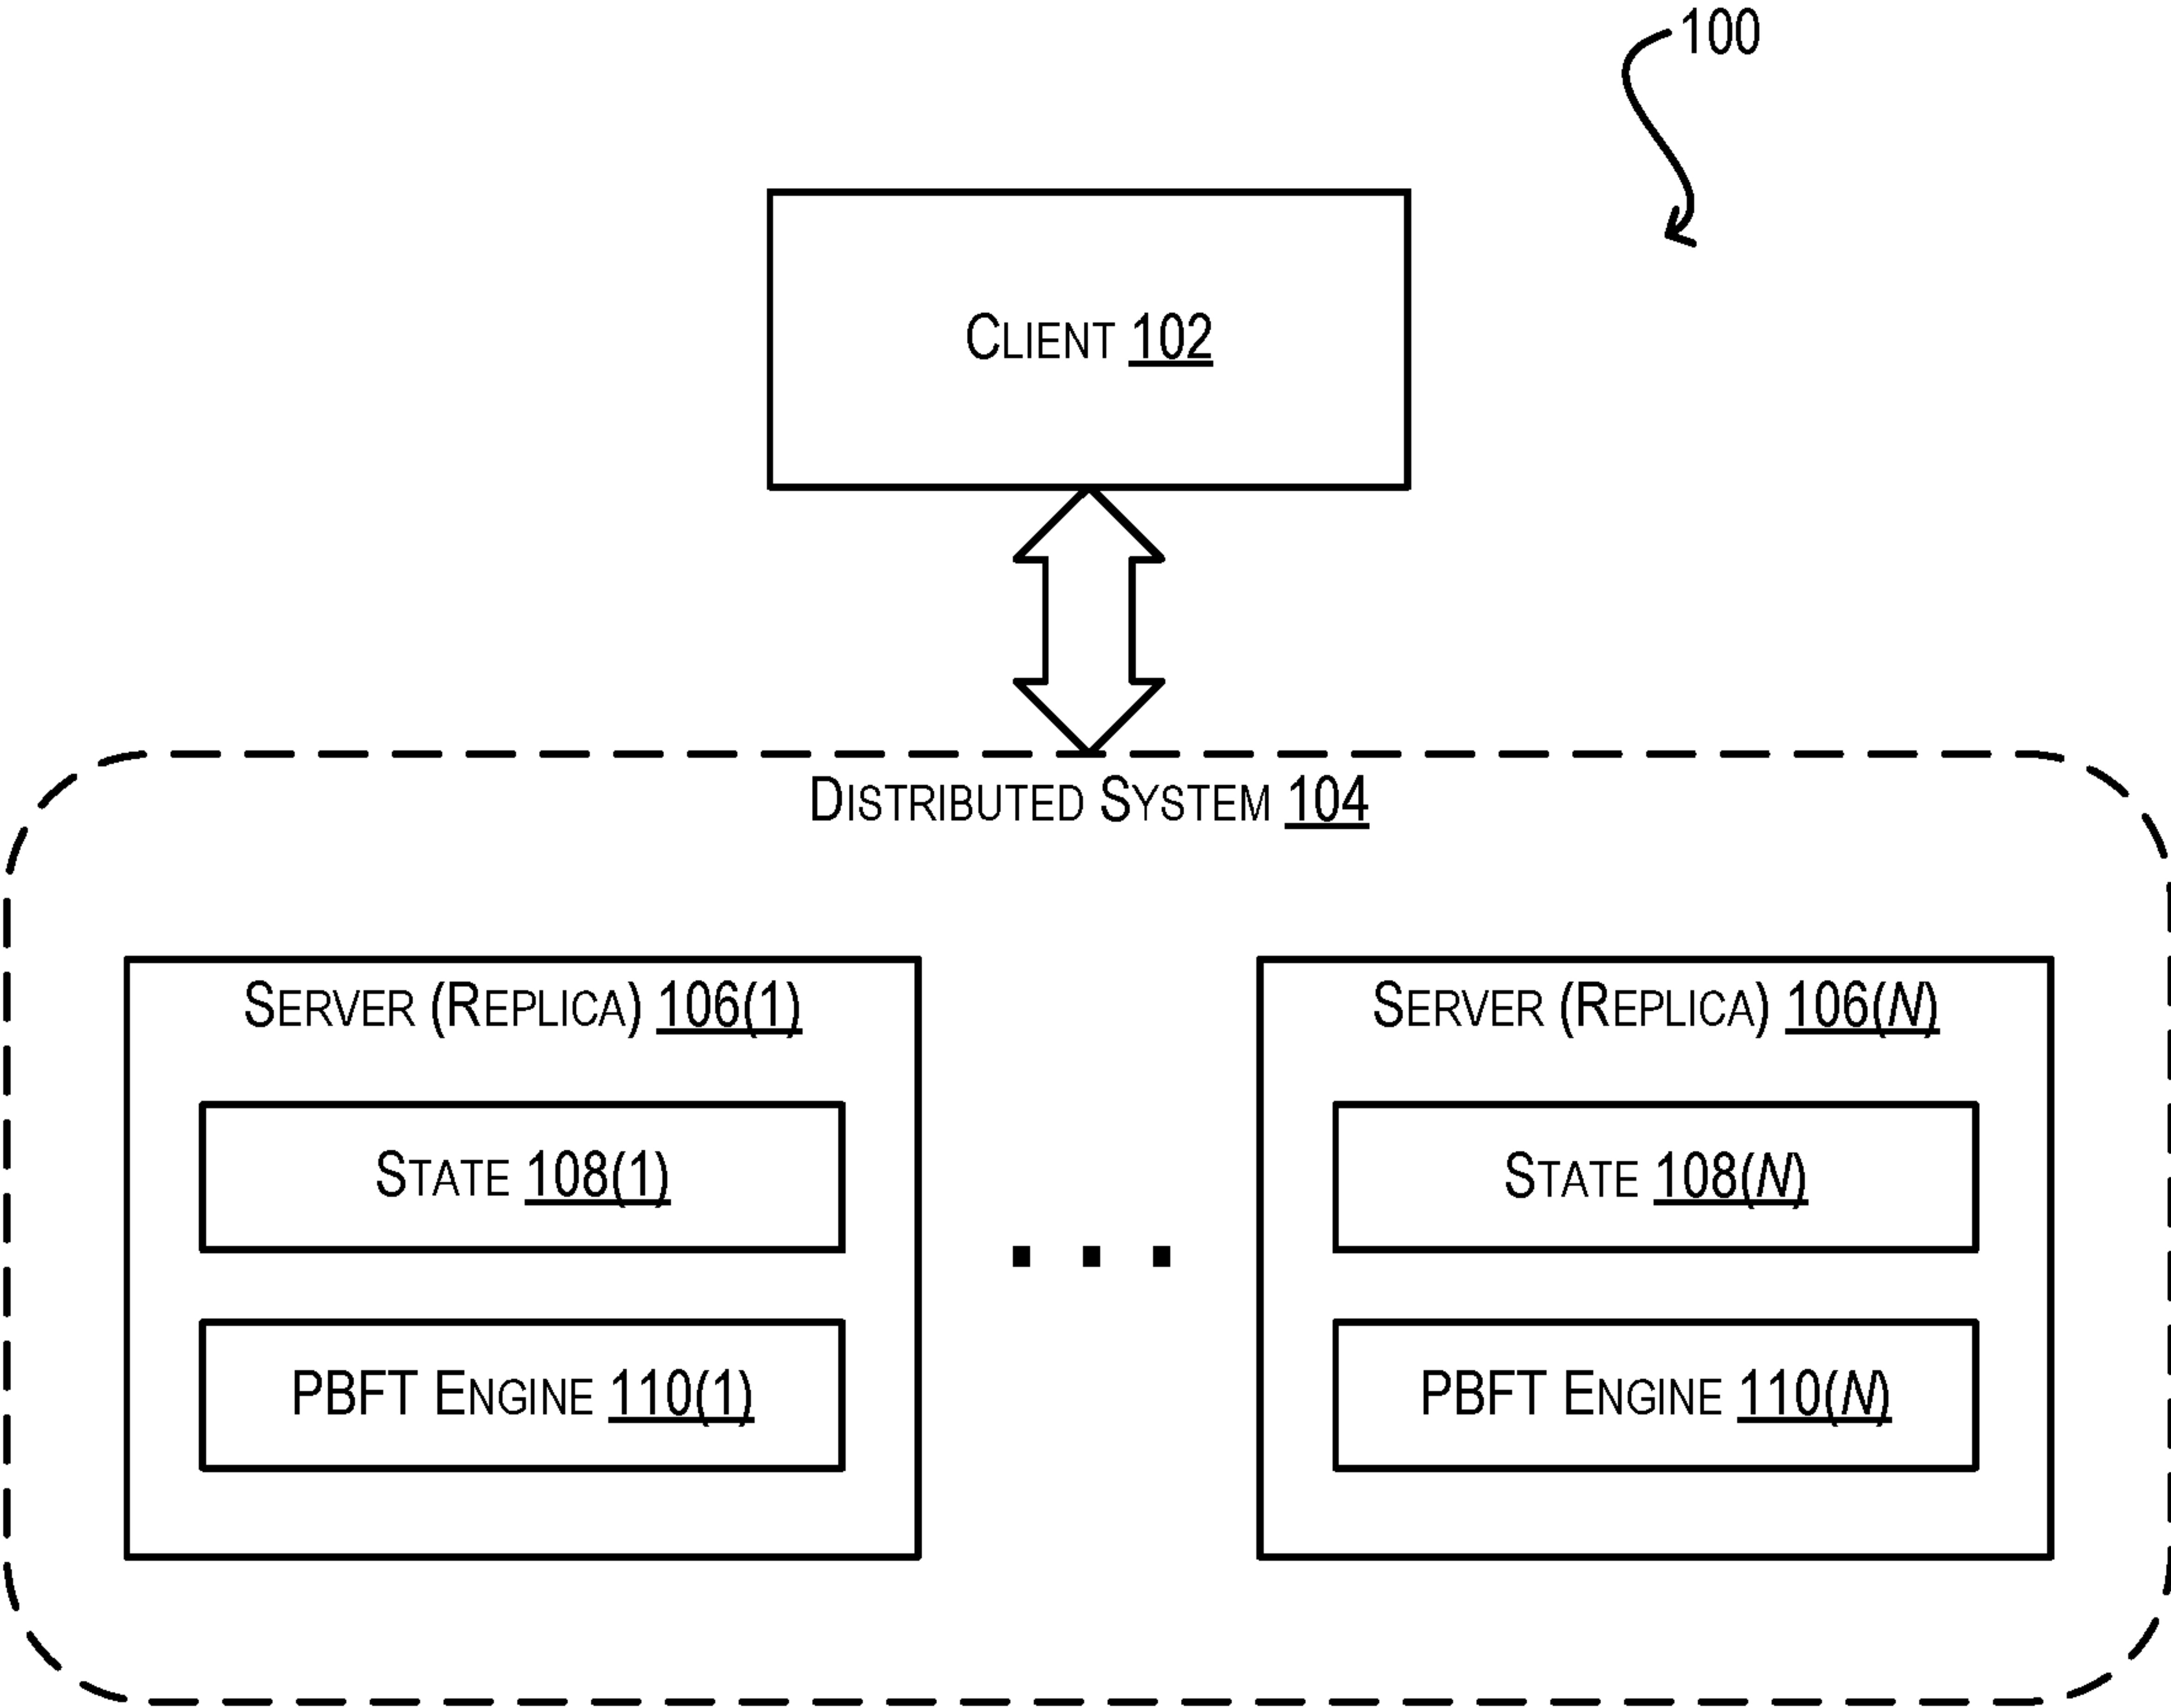 100
CLIENT 102
DISTRIBUTED SYSTEM 104
SERVER (REPLICA) 106(1)
SERVER (REPLICA) 106(N)
STATE 108(1)
STATE 108(N)
PBFT ENGINE 110(1)
PBFT ENGINE 110(N)